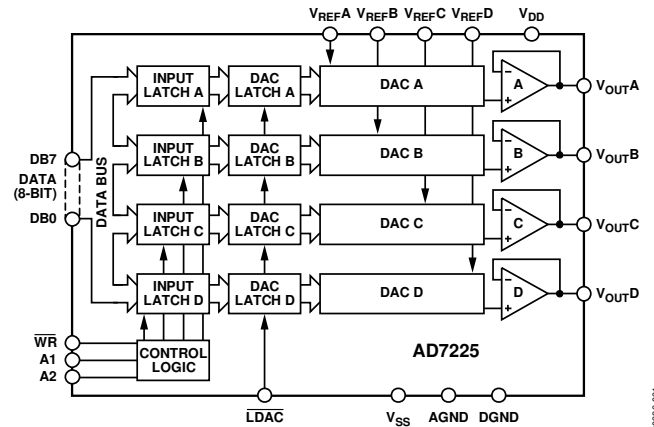 VREFA VREFB VREFC VREFD VDD
INPUT LATCH A
DAC LATCH A
DAC A
A
VOUTA
INPUT LATCH B
DAC LATCH B
DAC B
B
VOUTB
DB7
DATA (8-BIT)
DB0
DATA BUS
INPUT LATCH C
DAC LATCH C
DAC C
C
VOUTC
INPUT LATCH D
DAC LATCH D
DAC D
D
VOUTD
WR
A1
A2
CONTROL LOGIC
AD7225
LDAC
VSS AGND DGND